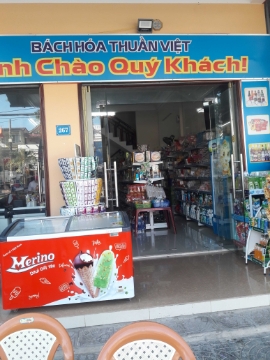 BÁCH HÓA THUẬN VIỆT
nh Chào Quý Khách!
267
Merino